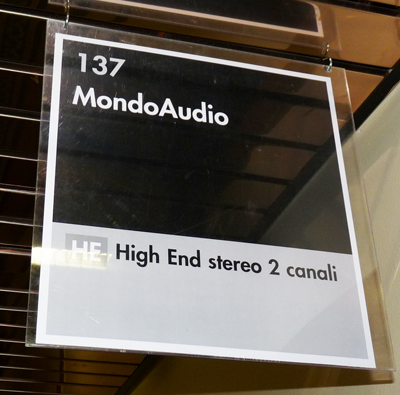 137
MondoAudio
HE High End stereo 2 canali